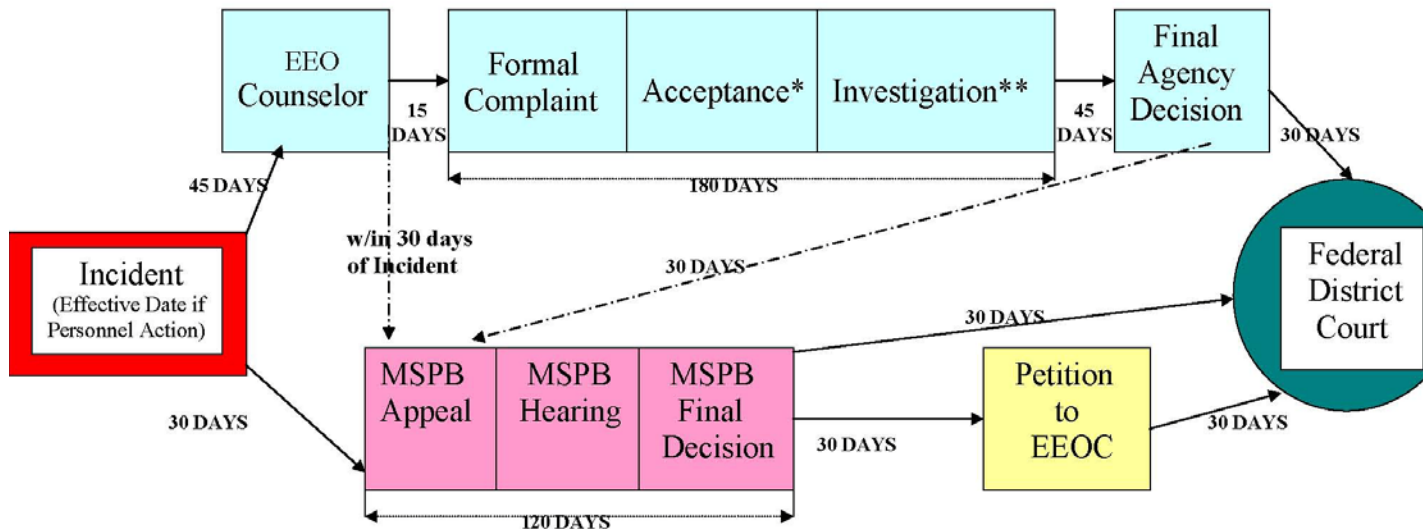 EEO
Counselor
15
DAYS
Formal
Complaint
Acceptance*
Investigation**
45
DAYS
Final
Agency
Decision
30 DAYS
45 DAYS
180 DAYS
Incident
(Effective Date if
Personnel Action)
w/in 30 days
of Incident
30 DAYS
Federal
District
Court
30 DAYS
30 DAYS
MSPB
Appeal
MSPB
Hearing
MSPB
Final
Decision
30 DAYS
Petition
to
EEOC
30 DAYS
120 DAYS